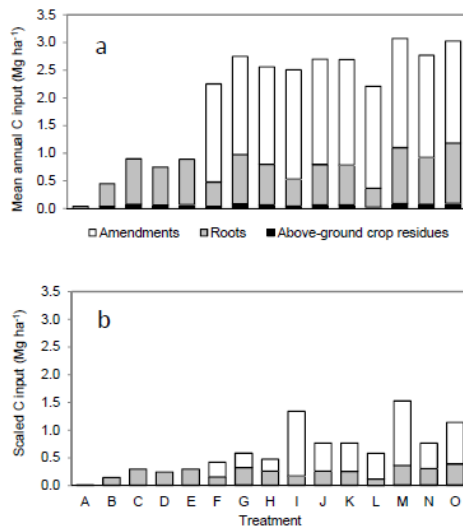 a
Mean annual C input (Mg ha⁻¹)
3.5
3.0
2.5
2.0
1.5
1.0
0.5
0.0
Amendments Roots Above-ground crop residues
b
Scaled C input (Mg ha⁻¹)
3.5
3.0
2.5
2.0
1.5
1.0
0.5
0.0
A B C D E F G H I J K L M N O
Treatment